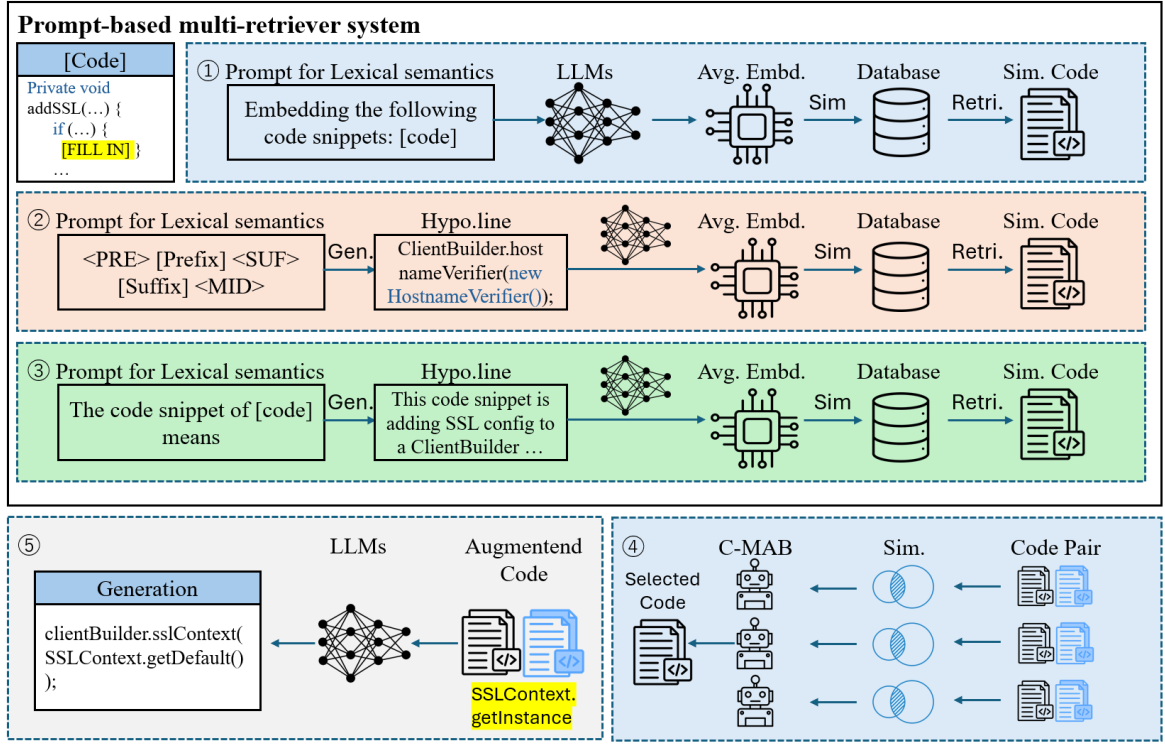 Prompt-based multi-retriever system
[Code]
Private void
addSSL(…) {
if (…) {
[FILL IN] }
…
① Prompt for Lexical semantics
Embedding the following
code snippets: [code]
LLMs
Avg. Embd.
Sim
Database
Retri.
Sim. Code
② Prompt for Lexical semantics
<PRE> [Prefix] <SUF>
[Suffix] <MID>
Gen.
Hypo.line
ClientBuilder.host
nameVerifier(new
HostnameVerifier());
Avg. Embd.
Sim
Database
Retri.
Sim. Code
③ Prompt for Lexical semantics
The code snippet of [code]
means
Gen.
Hypo.line
This code snippet is
adding SSL config to
a ClientBuilder …
Avg. Embd.
Sim
Database
Retri.
Sim. Code
⑤
Generation
clientBuilder.sslContext(
SSLContext.getDefault()
);
LLMs
Augmentend
Code
SSLContext.
getInstance
④
Selected
Code
C-MAB
Sim.
Code Pair